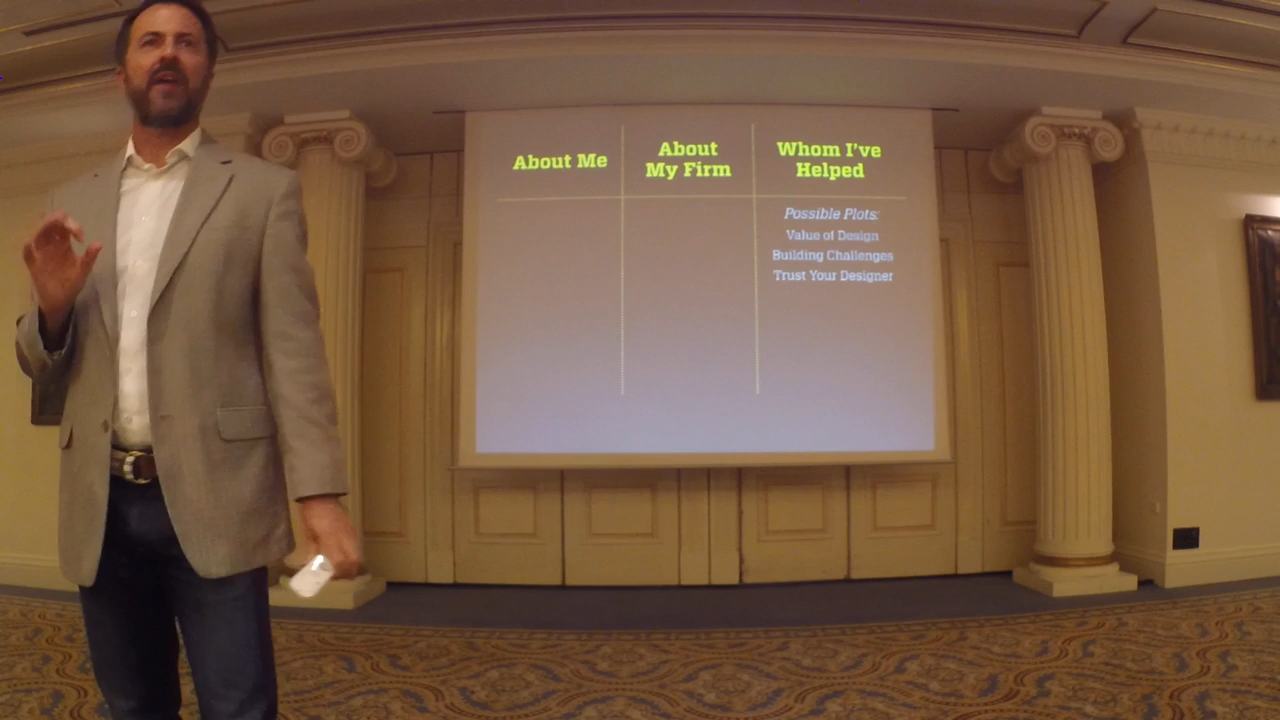 About Me
About
My Firm
Whom I've
Helped
Possible Plots:
Value of Design
Building Challenges
Trust Your Designer